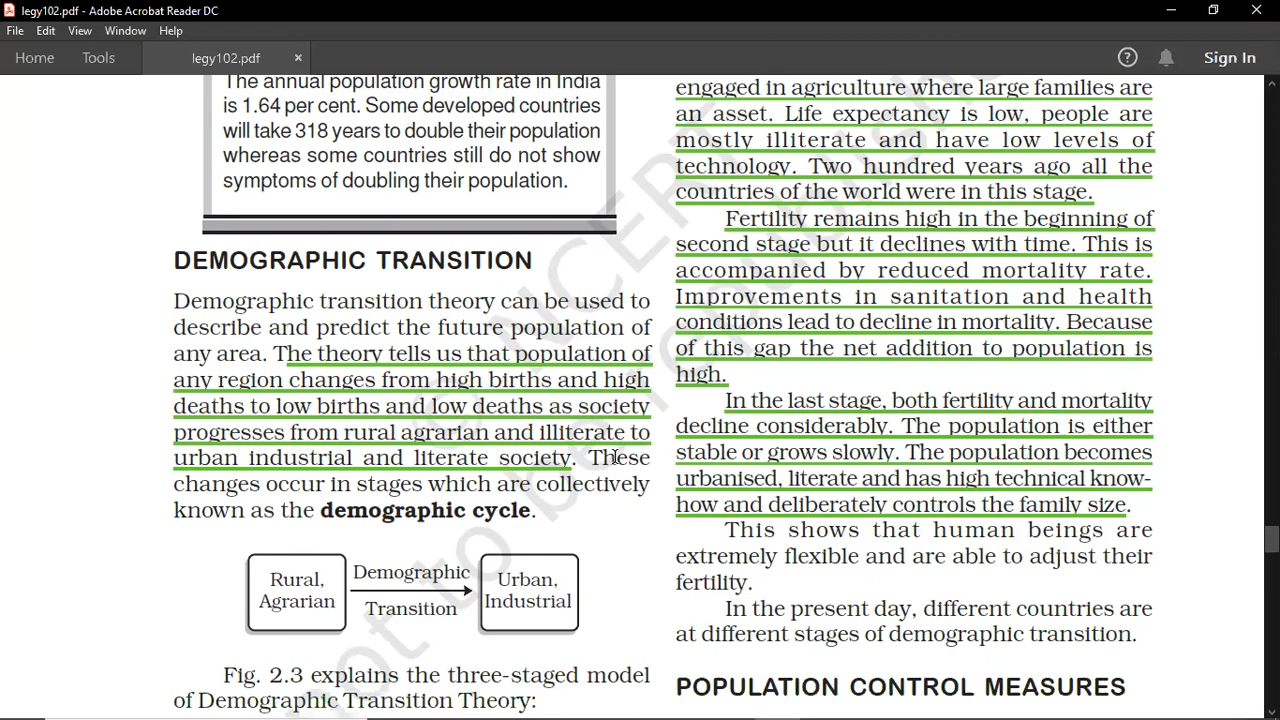 legy102.pdf - Adobe Acrobat Reader DC
File Edit View Window Help
Home Tools legy102.pdf × ? Sign In
The annual population growth rate in India
is 1.64 per cent. Some developed countries
will take 318 years to double their population
whereas some countries still do not show
symptoms of doubling their population.
DEMOGRAPHIC TRANSITION
Demographic transition theory can be used to
describe and predict the future population of
any area. The theory tells us that population of
any region changes from high births and high
deaths to low births and low deaths as society
progresses from rural agrarian and illiterate to
urban industrial and literate society. These
changes occur in stages which are collectively
known as the demographic cycle.
Rural,
Agrarian
Demographic
Transition
Urban,
Industrial
Fig. 2.3 explains the three-staged model
of Demographic Transition Theory:
engaged in agriculture where large families are
an asset. Life expectancy is low, people are
mostly illiterate and have low levels of
technology. Two hundred years ago all the
countries of the world were in this stage.
Fertility remains high in the beginning of
second stage but it declines with time. This is
accompanied by reduced mortality rate.
Improvements in sanitation and health
conditions lead to decline in mortality. Because
of this gap the net addition to population is
high.
In the last stage, both fertility and mortality
decline considerably. The population is either
stable or grows slowly. The population becomes
urbanised, literate and has high technical know-
how and deliberately controls the family size.
This shows that human beings are
extremely flexible and are able to adjust their
fertility.
In the present day, different countries are
at different stages of demographic transition.
POPULATION CONTROL MEASURES
© NCERT
not to be republished